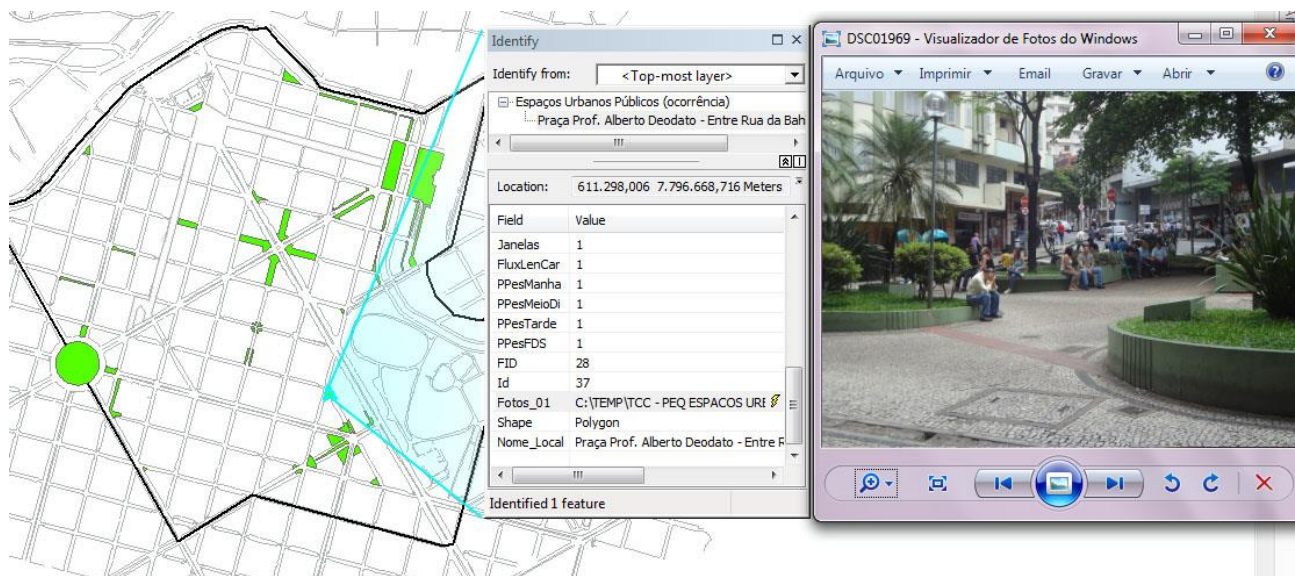 Identify
Identify from: <Top-most layer>
Espaços Urbanos Públicos (ocorrência)
Praça Prof. Alberto Deodato - Entre Rua da Bah
Location: 611.298,006 7.796.668,716 Meters
Field Value
Janelas 1
FluxLenCar 1
PPesManha 1
PPesMeioDi 1
PPesTarde 1
PPesFDS 1
FID 28
Id 37
Fotos_01 C:\TEMP\TCC - PEQ ESPACOS URB
Shape Polygon
Nome_Local Praça Prof. Alberto Deodato - Entre R
Identified 1 feature
DSC01969 - Visualizador de Fotos do Windows
Arquivo Imprimir Email Gravar Abrir